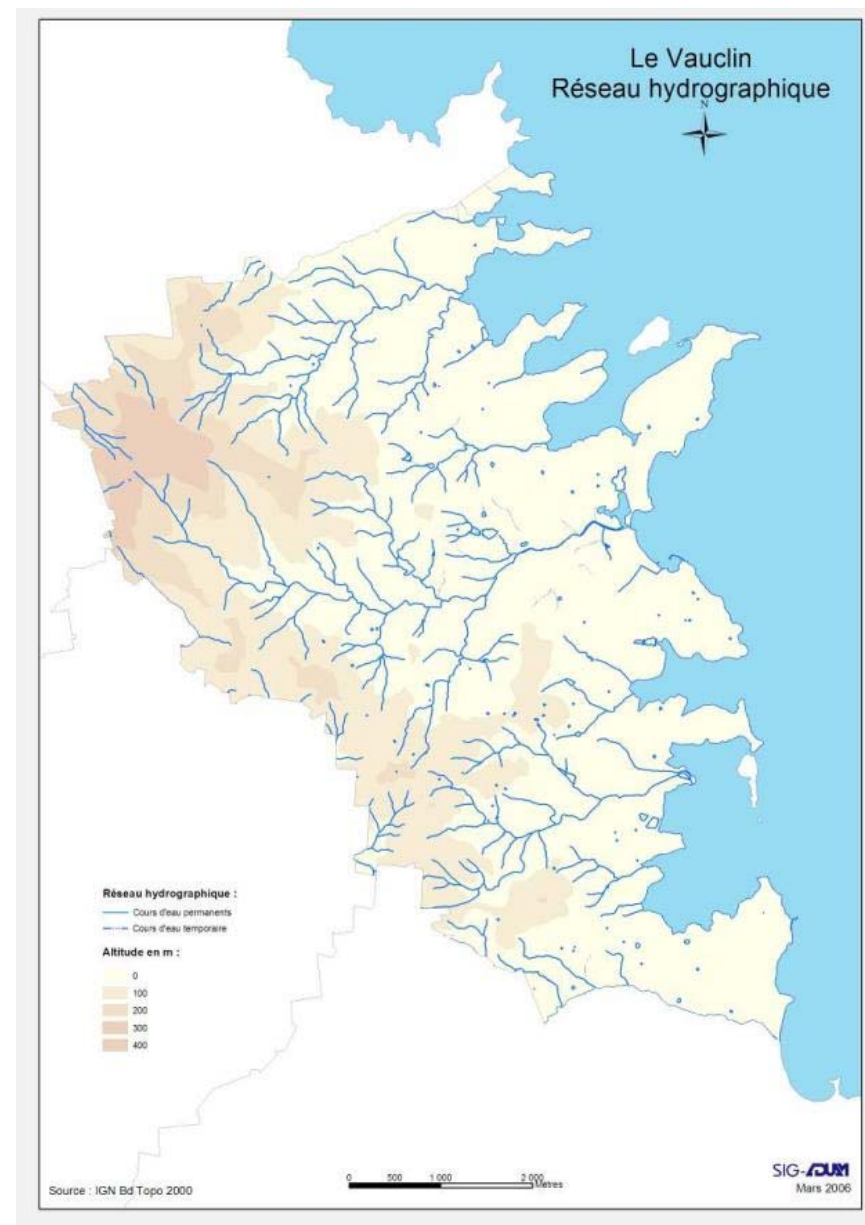 Le Vauclin
Réseau hydrographique
N
Réseau hydrographique :
Cours d'eau permanents
Cours d'eau temporaire
Altitude en m :
0
100
200
300
400
0 500 1 000 2 000
Mètres
Source : IGN Bd Topo 2000
SIG-ADUAM
Mars 2006